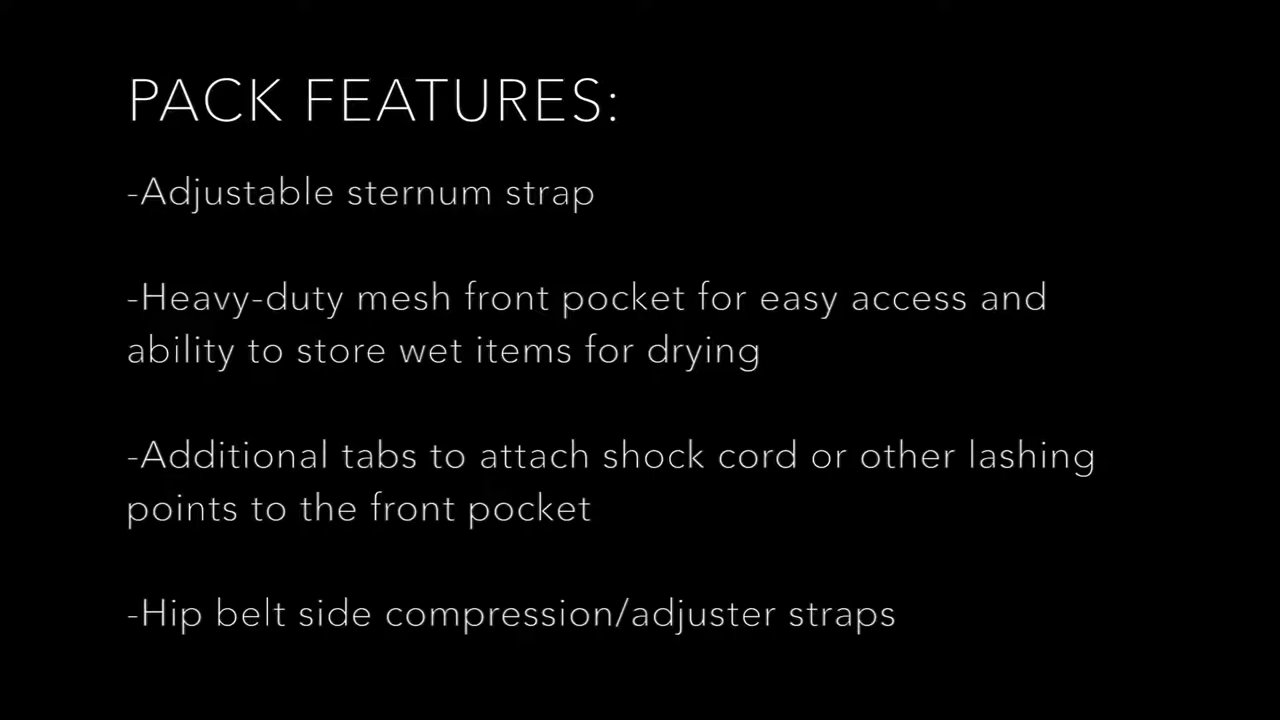 PACK FEATURES:
-Adjustable sternum strap
-Heavy-duty mesh front pocket for easy access and
ability to store wet items for drying
-Additional tabs to attach shock cord or other lashing
points to the front pocket
-Hip belt side compression/adjuster straps